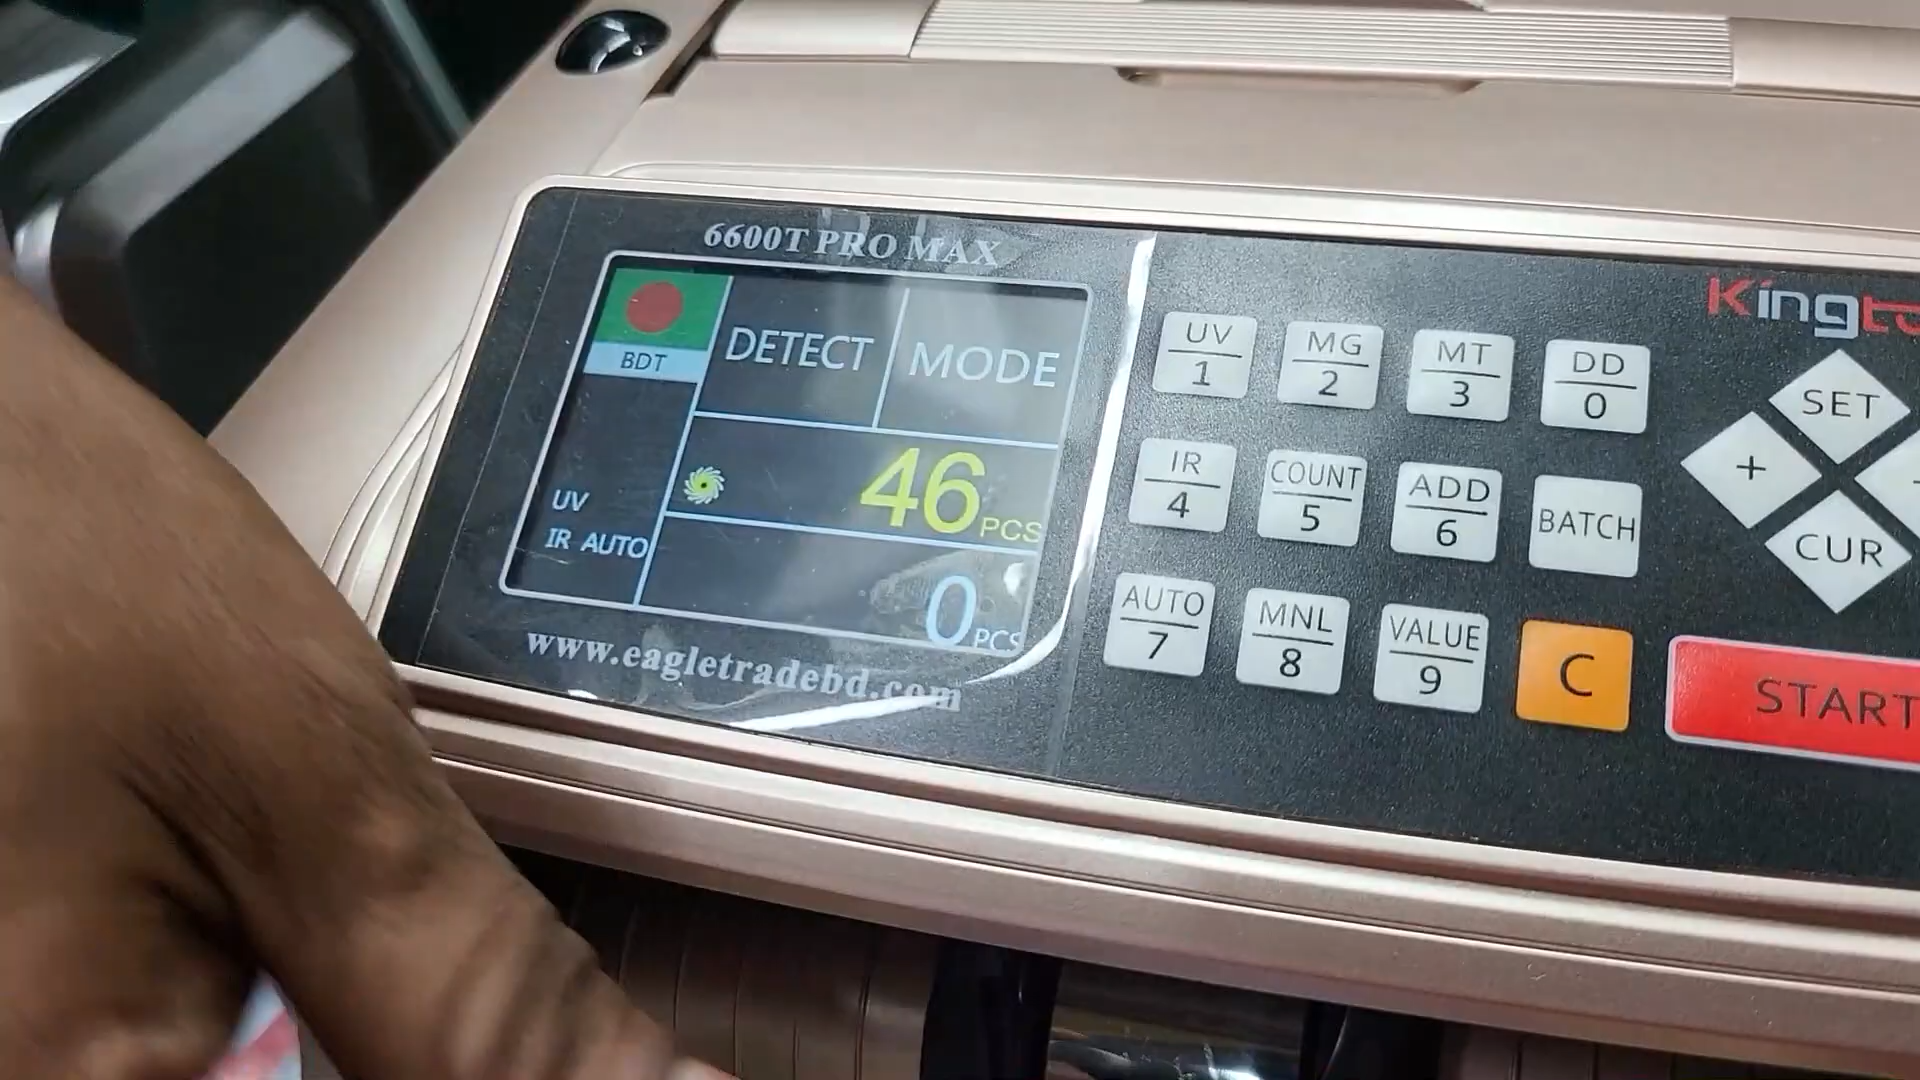 6600T PRO MAX
BDT
DETECT
MODE
46 PCS
UV
IR AUTO
0 PCS
www.eagletradebd.com
UV
1
MG
2
MT
3
DD
0
IR
4
COUNT
5
ADD
6
BATCH
AUTO
7
MNL
8
VALUE
9
C
SET
+
CUR
START